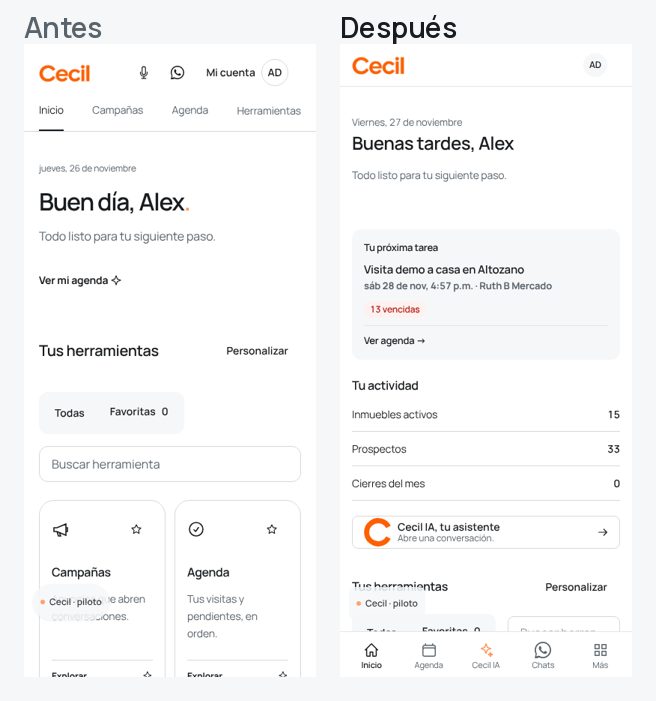 Antes
Cecil
Mi cuenta AD
Inicio Campañas Agenda Herramientas
jueves, 26 de noviembre
Buen día, Alex.
Todo listo para tu siguiente paso.
Ver mi agenda
Tus herramientas Personalizar
Todas Favoritas 0
Buscar herramienta
Campañas
que abren
conversaciones.
Agenda
Tus visitas y
pendientes, en
orden.
Cecil · piloto
Explorar Explorar
Después
Cecil AD
Viernes, 27 de noviembre
Buenas tardes, Alex
Todo listo para tu siguiente paso.
Tu próxima tarea
Visita demo a casa en Altozano
sáb 28 de nov, 4:57 p.m. · Ruth B Mercado
13 vencidas
Ver agenda →
Tu actividad
Inmuebles activos 15
Prospectos 33
Cierres del mes 0
Cecil IA, tu asistente
Abre una conversación.
Tus herramientas Personalizar
Cecil · piloto
Todas Favoritas 0 Buscar herram
Inicio Agenda Cecil IA Chats Más